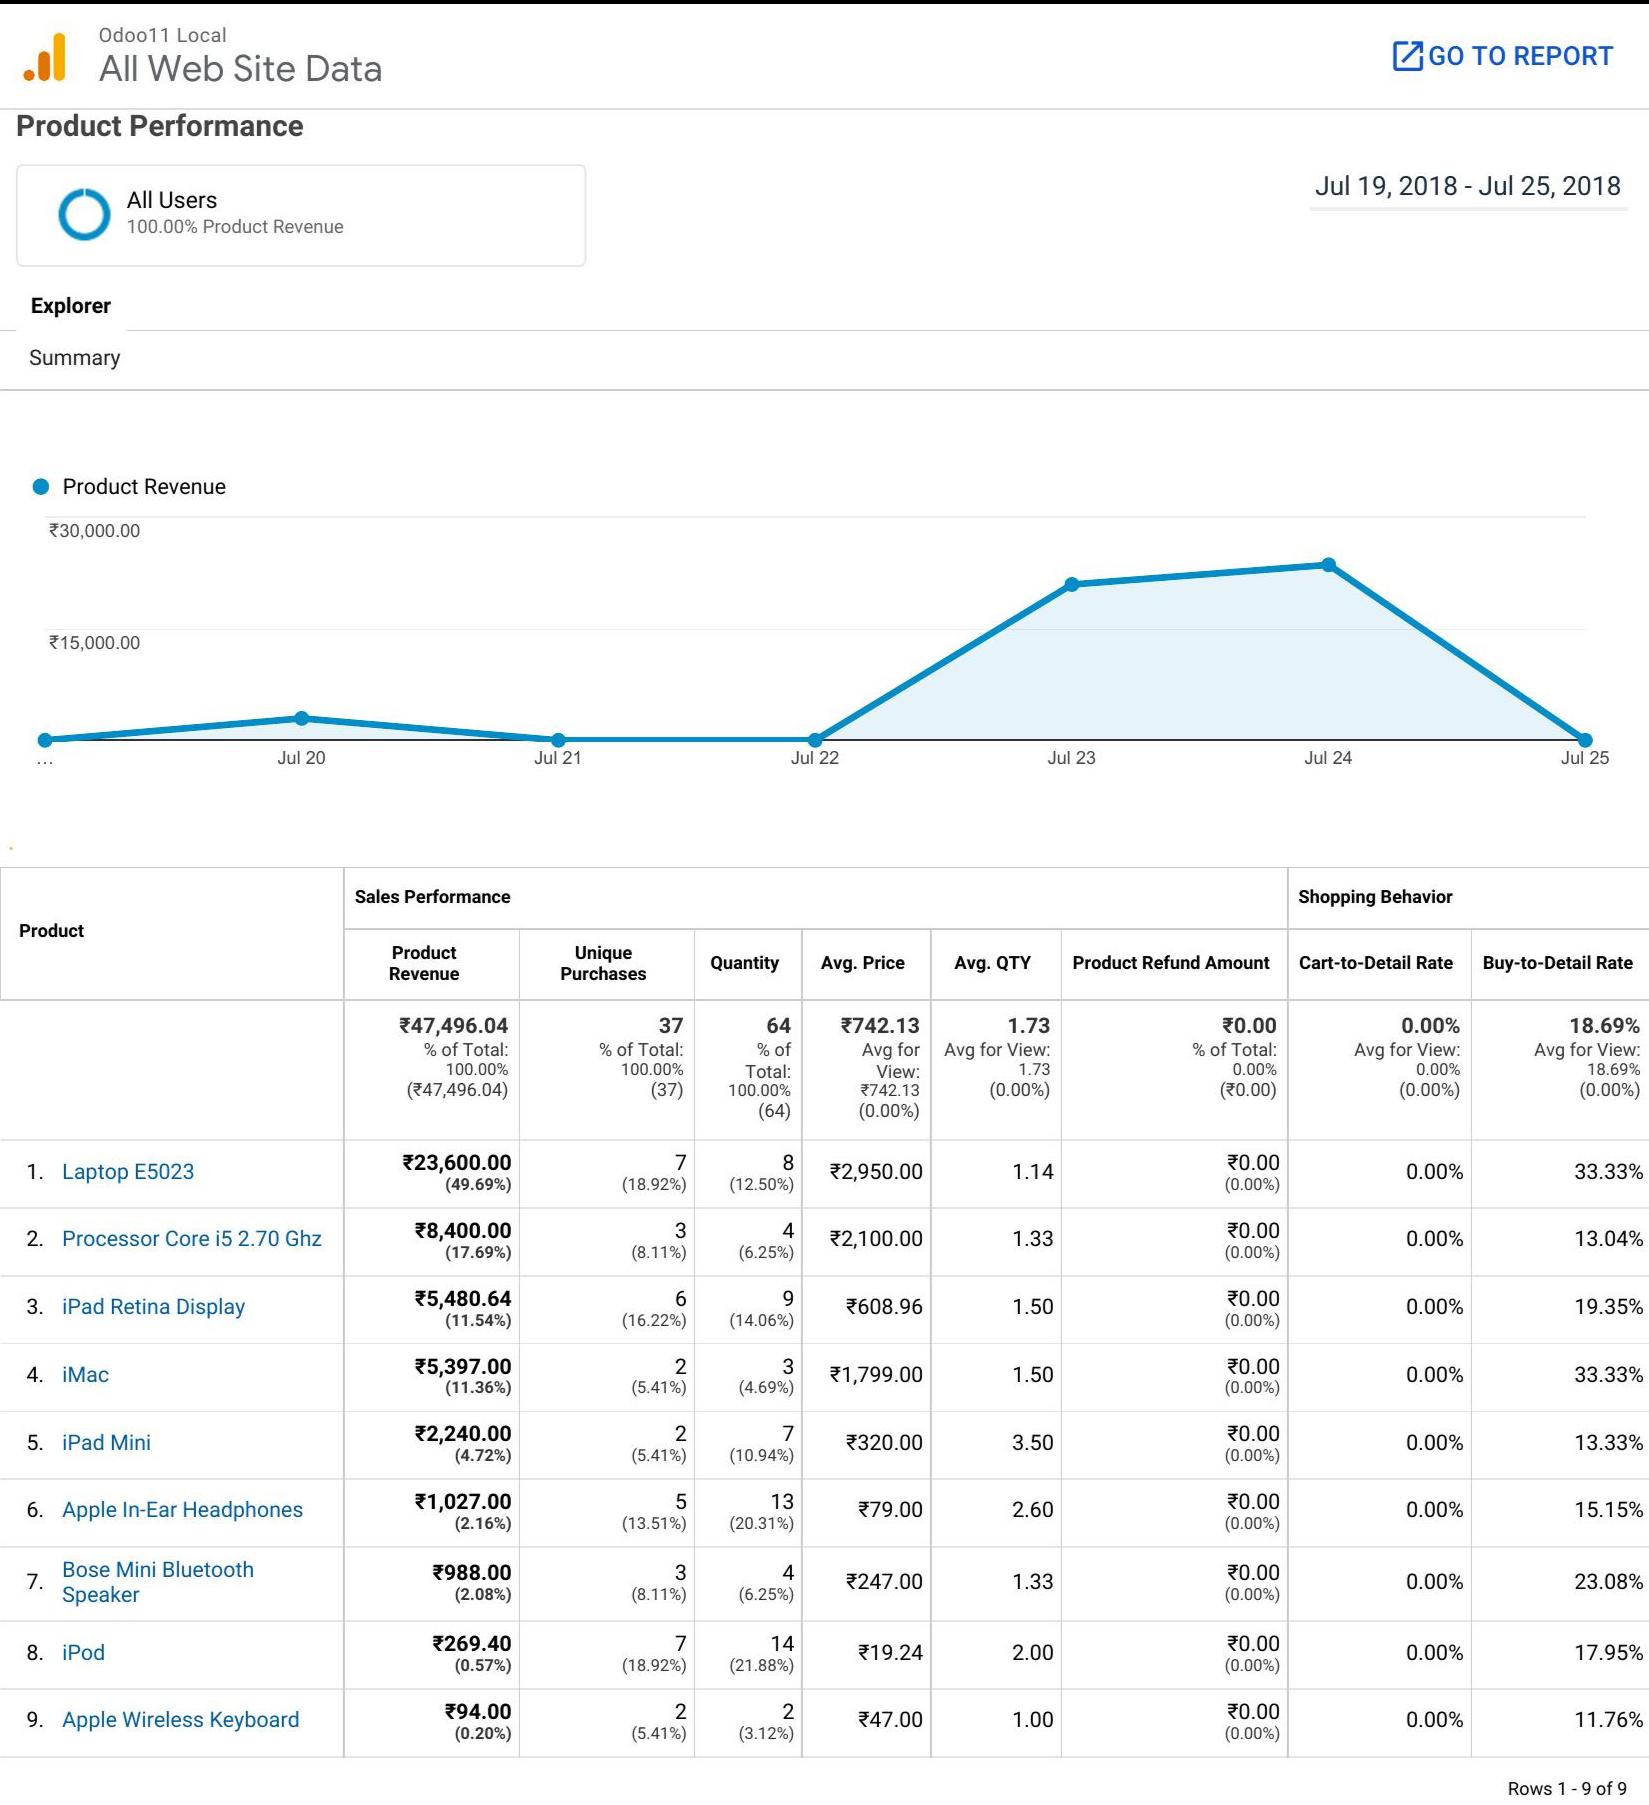 Odoo11 Local
All Web Site Data
GO TO REPORT
Product Performance
All Users
100.00% Product Revenue
Jul 19, 2018 - Jul 25, 2018
Explorer
Summary
Product Revenue
₹30,000.00
₹15,000.00
... Jul 20 Jul 21 Jul 22 Jul 23 Jul 24 Jul 25
Product
Sales Performance
Shopping Behavior
Product Revenue
Unique Purchases
Quantity
Avg. Price
Avg. QTY
Product Refund Amount
Cart-to-Detail Rate
Buy-to-Detail Rate
₹47,496.04
% of Total:
100.00%
(₹47,496.04)
37
% of Total:
100.00%
(37)
64
% of
Total:
100.00%
(64)
₹742.13
Avg for
View:
₹742.13
(0.00%)
1.73
Avg for View:
1.73
(0.00%)
₹0.00
% of Total:
0.00%
(₹0.00)
0.00%
Avg for View:
0.00%
(0.00%)
18.69%
Avg for View:
18.69%
(0.00%)
1. Laptop E5023 ₹23,600.00 (49.69%) 7 (18.92%) 8 (12.50%) ₹2,950.00 1.14 ₹0.00 (0.00%) 0.00% 33.33%
2. Processor Core i5 2.70 Ghz ₹8,400.00 (17.69%) 3 (8.11%) 4 (6.25%) ₹2,100.00 1.33 ₹0.00 (0.00%) 0.00% 13.04%
3. iPad Retina Display ₹5,480.64 (11.54%) 6 (16.22%) 9 (14.06%) ₹608.96 1.50 ₹0.00 (0.00%) 0.00% 19.35%
4. iMac ₹5,397.00 (11.36%) 2 (5.41%) 3 (4.69%) ₹1,799.00 1.50 ₹0.00 (0.00%) 0.00% 33.33%
5. iPad Mini ₹2,240.00 (4.72%) 2 (5.41%) 7 (10.94%) ₹320.00 3.50 ₹0.00 (0.00%) 0.00% 13.33%
6. Apple In-Ear Headphones ₹1,027.00 (2.16%) 5 (13.51%) 13 (20.31%) ₹79.00 2.60 ₹0.00 (0.00%) 0.00% 15.15%
7. Bose Mini Bluetooth Speaker ₹988.00 (2.08%) 3 (8.11%) 4 (6.25%) ₹247.00 1.33 ₹0.00 (0.00%) 0.00% 23.08%
8. iPod ₹269.40 (0.57%) 7 (18.92%) 14 (21.88%) ₹19.24 2.00 ₹0.00 (0.00%) 0.00% 17.95%
9. Apple Wireless Keyboard ₹94.00 (0.20%) 2 (5.41%) 2 (3.12%) ₹47.00 1.00 ₹0.00 (0.00%) 0.00% 11.76%
Rows 1 - 9 of 9